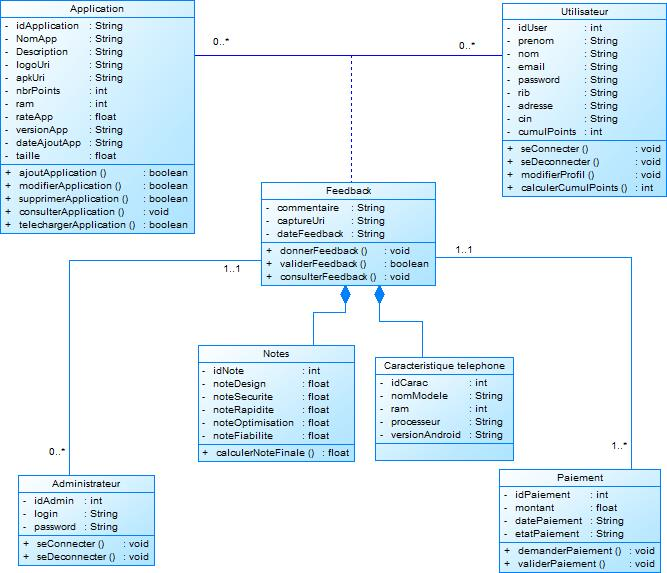 Application
- idApplication : String
- NomApp : String
- Description : String
- logoUri : String
- apkUri : String
- nbrPoints : int
- ram : int
- rateApp : float
- versionApp : String
- dateAjoutApp : String
- taille : float
+ ajoutApplication () : boolean
+ modifierApplication () : boolean
+ supprimerApplication () : boolean
+ consulterApplication () : void
+ telechargerApplication () : boolean
0..*
0..*
Utilisateur
- idUser : int
- prenom : String
- nom : String
- email : String
- password : String
- rib : String
- adresse : String
- cin : String
- cumulPoints : int
+ seConnecter () : void
+ seDeconnecter () : void
+ modifierProfil () : void
+ calculerCumulPoints () : int
Feedback
- commentaire : String
- captureUri : String
- dateFeedback : String
+ donnerFeedback () : void
+ validerFeedback () : boolean
+ consulterFeedback () : void
1..1
1..1
Notes
- idNote : int
- noteDesign : float
- noteSecurite : float
- noteRapidite : float
- noteOptimisation : float
- noteFiabilite : float
+ calculerNoteFinale () : float
Caracteristique telephone
- idCarac : int
- nomModele : String
- ram : int
- processeur : String
- versionAndroid : String
0..*
1..*
Administrateur
- idAdmin : int
- login : String
- password : String
+ seConnecter () : void
+ seDeconnecter () : void
Paiement
- idPaiement : int
- montant : float
- datePaiement : String
- etatPaiement : String
+ demanderPaiement () : void
+ validerPaiement () : void